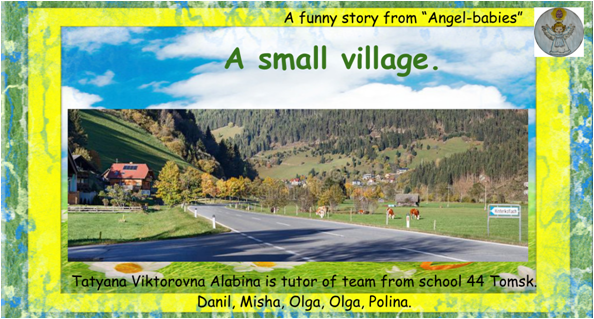 A funny story from “Angel-babies”
A small village.
Tatyana Viktorovna Alabina is tutor of team from school 44 Tomsk.
Danil, Misha, Olga, Olga, Polina.